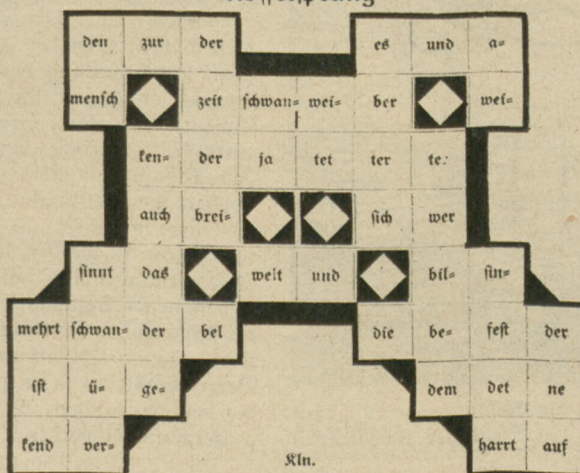 den zur der es und a-
mensch zeit schwan- wei- ber wei-
ken- der ja tet ter te.
auch brei- sich wer
sinnt das welt und bil- sin-
mehrt schwan- der bel die be- fest der
ist ü- ge- dem det ne
kend ver- harrt auf
Kln.